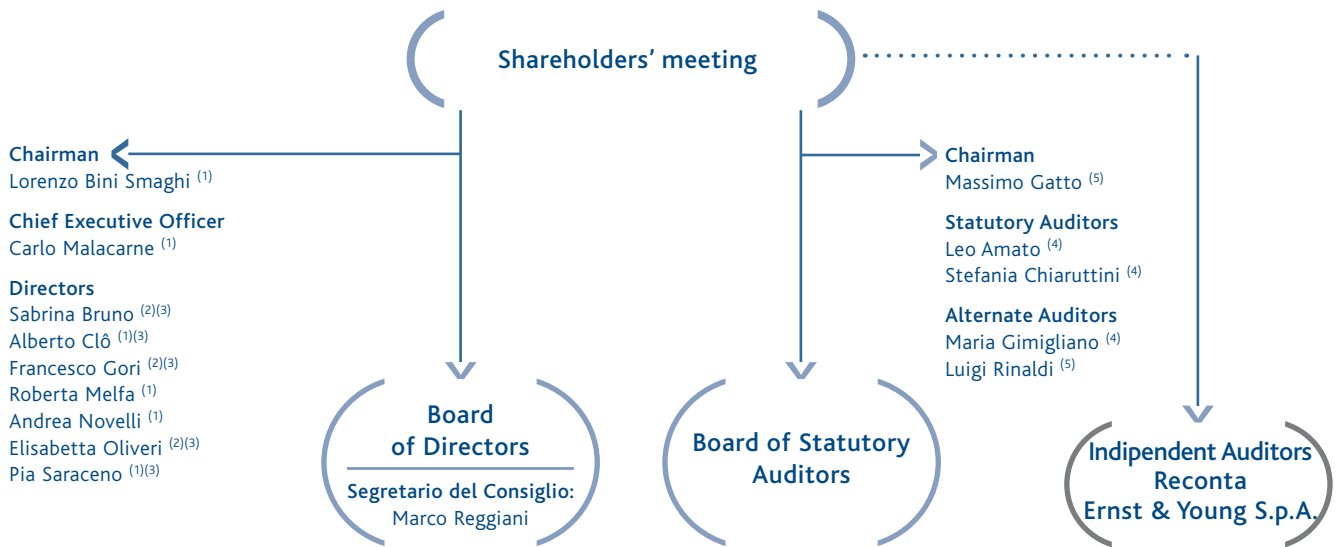 Shareholders’ meeting
Chairman
Lorenzo Bini Smaghi (1)
Chief Executive Officer
Carlo Malacarne (1)
Directors
Sabrina Bruno (2)(3)
Alberto Clô (1)(3)
Francesco Gori (2)(3)
Roberta Melfa (1)
Andrea Novelli (1)
Elisabetta Oliveri (2)(3)
Pia Saraceno (1)(3)
Board
of Directors
Segretario del Consiglio:
Marco Reggiani
Chairman
Massimo Gatto (5)
Statutory Auditors
Leo Amato (4)
Stefania Chiaruttini (4)
Alternate Auditors
Maria Gimigliano (4)
Luigi Rinaldi (5)
Board of Statutory
Auditors
Indipendent Auditors
Reconta
Ernst & Young S.p.A.